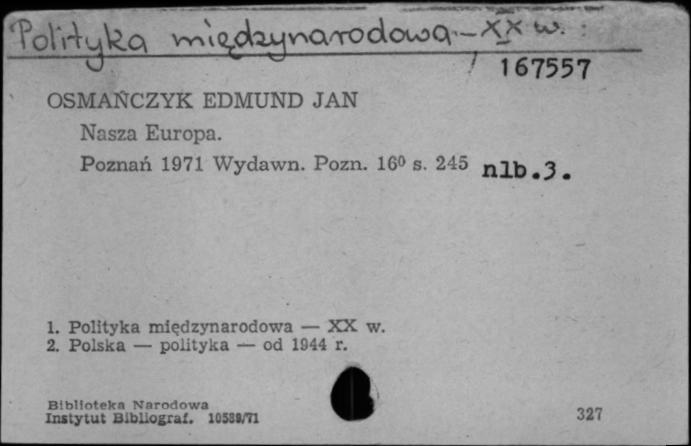 Polityka międzynarodowa - XX w.
167557
OSMAŃCZYK EDMUND JAN
Nasza Europa.
Poznań 1971 Wydawn. Pozn. 16⁰ s. 245 nlb.3.
1. Polityka międzynarodowa — XX w.
2. Polska — polityka — od 1944 r.
Biblioteka Narodowa
Instytut Bibliograf. 10589/71
327